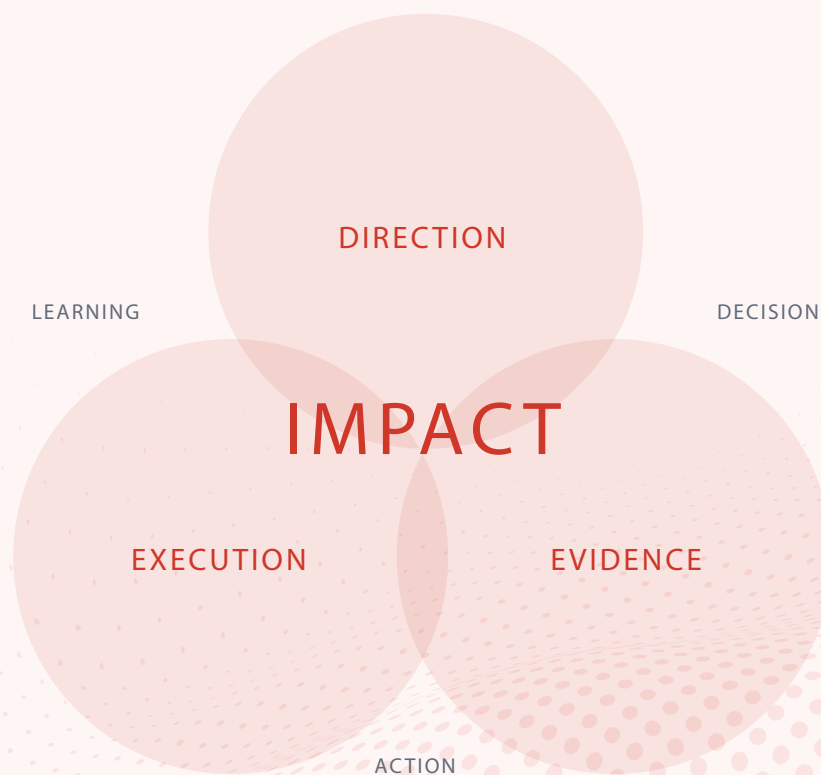 DIRECTION
LEARNING
DECISION
IMPACT
EXECUTION
EVIDENCE
ACTION